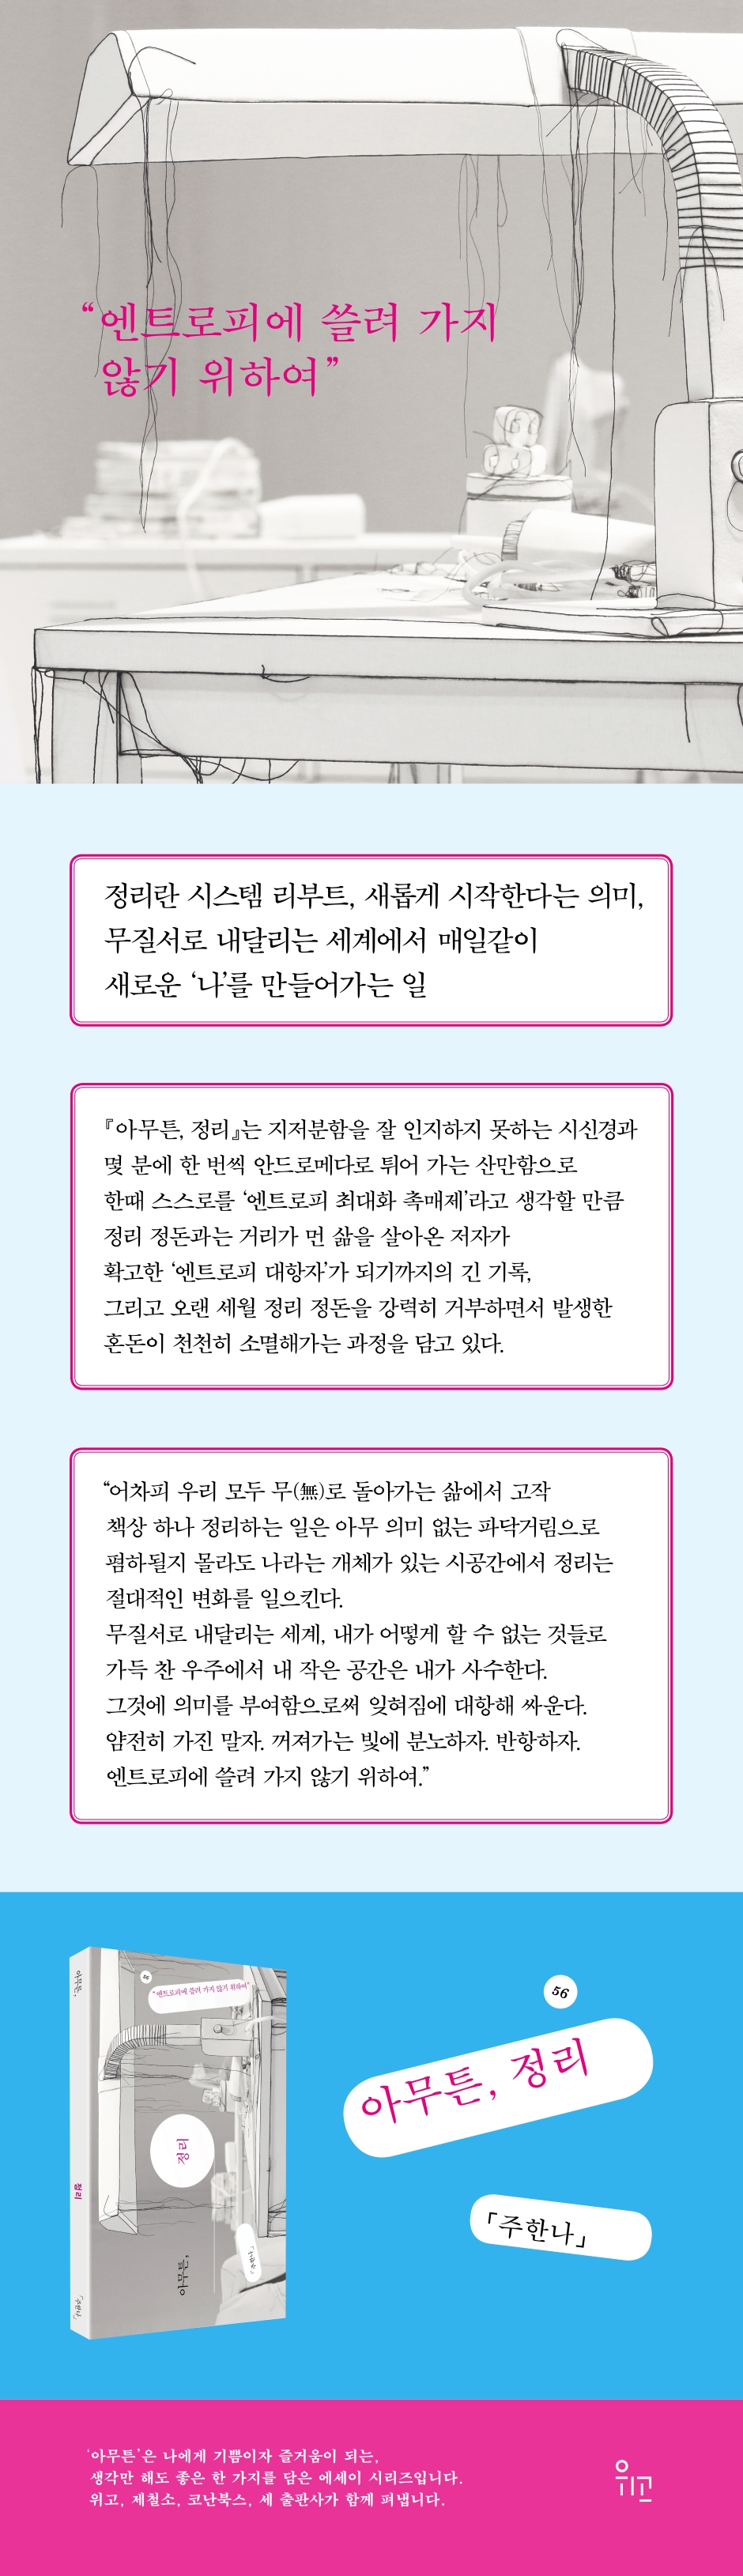 “엔트로피에 쓸려 가지
않기 위하여”
정리란 시스템 리부트, 새롭게 시작한다는 의미,
무질서로 내달리는 세계에서 매일같이
새로운 ‘나’를 만들어가는 일
『아무튼, 정리』는 지저분함을 잘 인지하지 못하는 시신경과
몇 분에 한 번씩 안드로메다로 튀어 가는 산만함으로
한때 스스로를 ‘엔트로피 최대화 촉매제’라고 생각할 만큼
정리 정돈과는 거리가 먼 삶을 살아온 저자가
확고한 ‘엔트로피 대항자’가 되기까지의 긴 기록,
그리고 오랜 세월 정리 정돈을 강력히 거부하면서 발생한
혼돈이 천천히 소멸해가는 과정을 담고 있다.
“어차피 우리 모두 무(無)로 돌아가는 삶에서 고작
책상 하나 정리하는 일은 아무 의미 없는 파닥거림으로
폄하될지 몰라도 나라는 개체가 있는 시공간에서 정리는
절대적인 변화를 일으킨다.
무질서로 내달리는 세계, 내가 어떻게 할 수 없는 것들로
가득 찬 우주에서 내 작은 공간은 내가 사수한다.
그것에 의미를 부여함으로써 잊혀짐에 대항해 싸운다.
얌전히 가진 말자. 꺼져가는 빛에 분노하자. 반항하자.
엔트로피에 쓸려 가지 않기 위하여.”
아무튼,
정리
「주한나」
56
“엔트로피에 쓸려 가지 않기 위하여”
정리
아무튼,
「주한나」
56
아무튼, 정리
「주한나」
‘아무튼’은 나에게 기쁨이자 즐거움이 되는,
생각만 해도 좋은 한 가지를 담은 에세이 시리즈입니다.
위고, 제철소, 코난북스, 세 출판사가 함께 펴냅니다.
위고